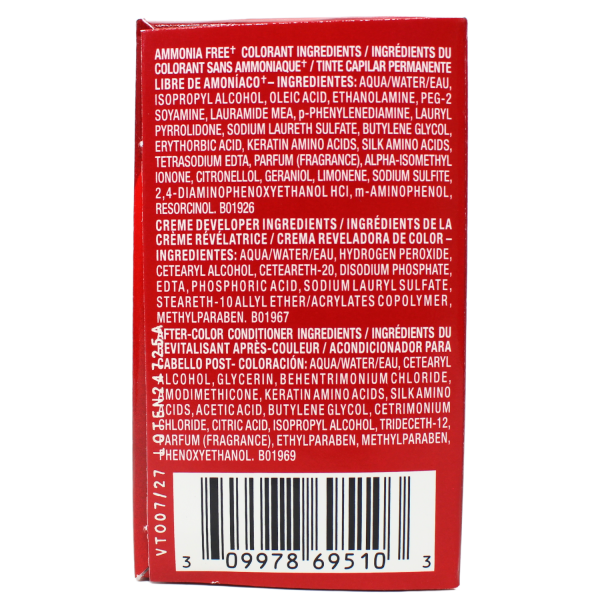 AMMONIA FREE† COLORANT INGREDIENTS / INGRÉDIENTS DU
COLORANT SANS AMMONIAQUE† / TINTE CAPILAR PERMANENTE
LIBRE DE AMONÍACO† – INGREDIENTES: AQUA/WATER/EAU,
ISOPROPYL ALCOHOL, OLEIC ACID, ETHANOLAMINE, PEG-2
SOYAMINE, LAURAMIDE MEA, p-PHENYLENEDIAMINE, LAURYL
PYRROLIDONE, SODIUM LAURETH SULFATE, BUTYLENE GLYCOL,
ERYTHORBIC ACID, KERATIN AMINO ACIDS, SILK AMINO ACIDS,
TETRASODIUM EDTA, PARFUM (FRAGRANCE), ALPHA-ISOMETHYL
IONONE, CITRONELLOL, GERANIOL, LIMONENE, SODIUM SULFITE,
2,4-DIAMINOPHENOXYETHANOL HCl, m-AMINOPHENOL,
RESORCINOL. B01926
CREME DEVELOPER INGREDIENTS / INGRÉDIENTS DE LA
CRÈME RÉVÉLATRICE / CREMA REVELADORA DE COLOR –
INGREDIENTES: AQUA/WATER/EAU, HYDROGEN PEROXIDE,
CETEARYL ALCOHOL, CETEARETH-20, DISODIUM PHOSPHATE,
EDTA, PHOSPHORIC ACID, SODIUM LAURYL SULFATE,
STEARETH-10 ALLYL ETHER/ACRYLATES COPOLYMER,
METHYLPARABEN. B01967
AFTER-COLOR CONDITIONER INGREDIENTS / INGRÉDIENTS DU
REVITALISANT APRÈS-COULEUR / ACONDICIONADOR PARA
CABELLO POST- COLORACIÓN: AQUA/WATER/EAU, CETEARYL
ALCOHOL, GLYCERIN, BEHENTRIMONIUM CHLORIDE,
AMODIMETHICONE, KERATIN AMINO ACIDS, SILK AMINO
ACIDS, ACETIC ACID, BUTYLENE GLYCOL, CETRIMONIUM
CHLORIDE, CITRIC ACID, ISOPROPYL ALCOHOL, TRIDECETH-12,
PARFUM (FRAGRANCE), ETHYLPARABEN, METHYLPARABEN,
PHENOXYETHANOL. B01969
3 09978 69510 3